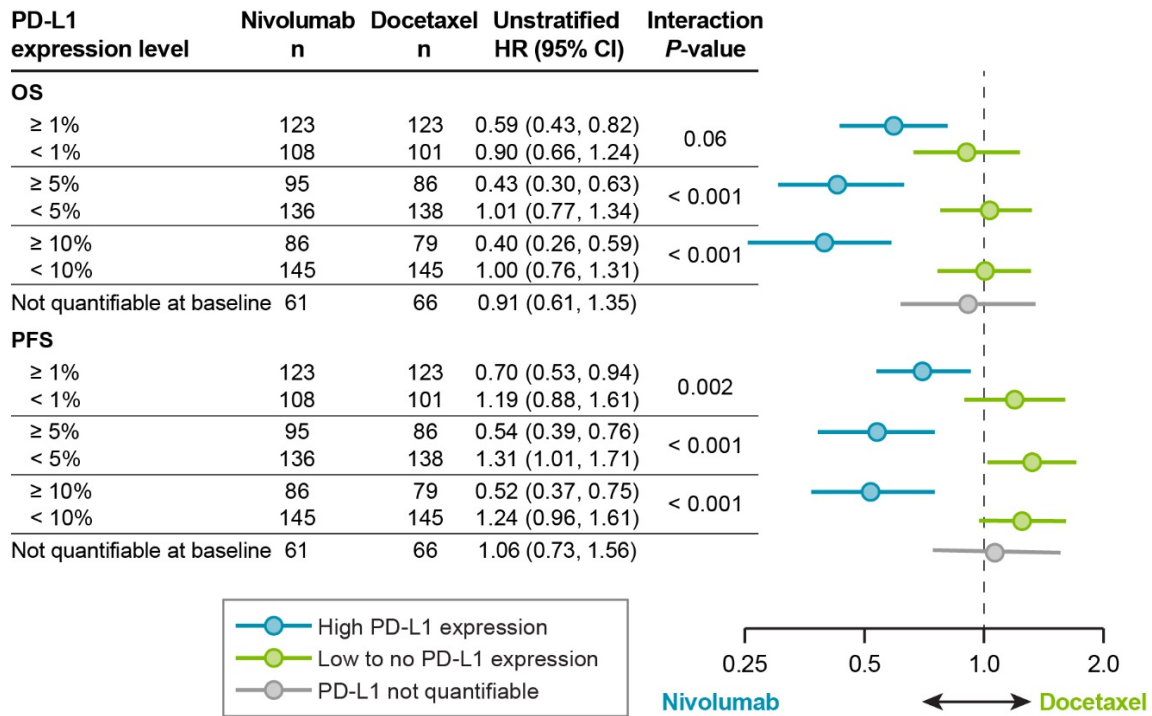 PD-L1 expression level Nivolumab n Docetaxel n Unstratified HR (95% CI) Interaction P-value
OS
≥ 1% 123 123 0.59 (0.43, 0.82) 0.06
< 1% 108 101 0.90 (0.66, 1.24)
≥ 5% 95 86 0.43 (0.30, 0.63) < 0.001
< 5% 136 138 1.01 (0.77, 1.34)
≥ 10% 86 79 0.40 (0.26, 0.59) < 0.001
< 10% 145 145 1.00 (0.76, 1.31)
Not quantifiable at baseline 61 66 0.91 (0.61, 1.35)
PFS
≥ 1% 123 123 0.70 (0.53, 0.94) 0.002
< 1% 108 101 1.19 (0.88, 1.61)
≥ 5% 95 86 0.54 (0.39, 0.76) < 0.001
< 5% 136 138 1.31 (1.01, 1.71)
≥ 10% 86 79 0.52 (0.37, 0.75) < 0.001
< 10% 145 145 1.24 (0.96, 1.61)
Not quantifiable at baseline 61 66 1.06 (0.73, 1.56)
High PD-L1 expression
Low to no PD-L1 expression
PD-L1 not quantifiable
0.25 0.5 1.0 2.0
Nivolumab Docetaxel